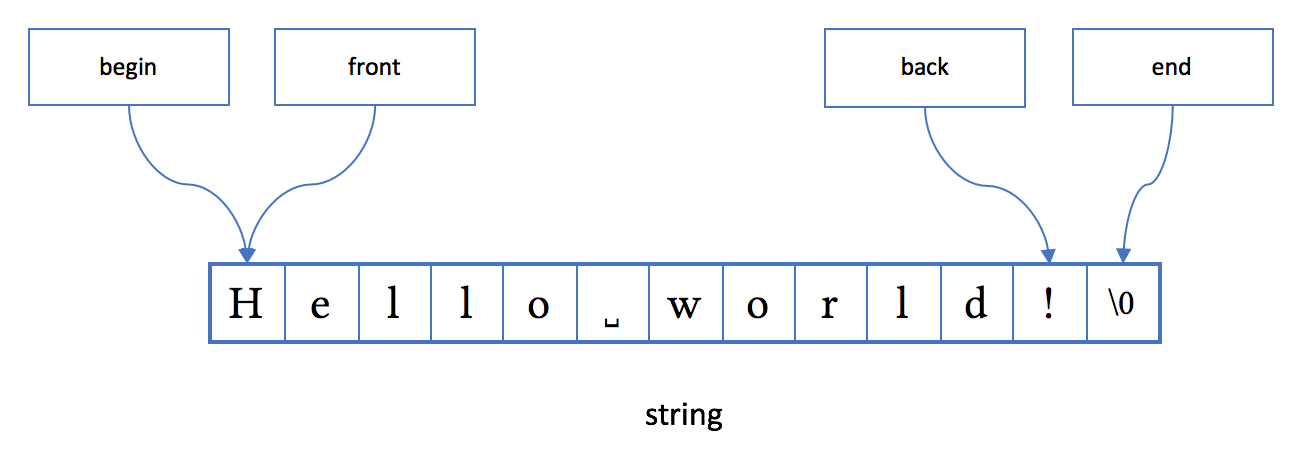 begin front back end
H e l l o ␣ w o r l d ! \0
string